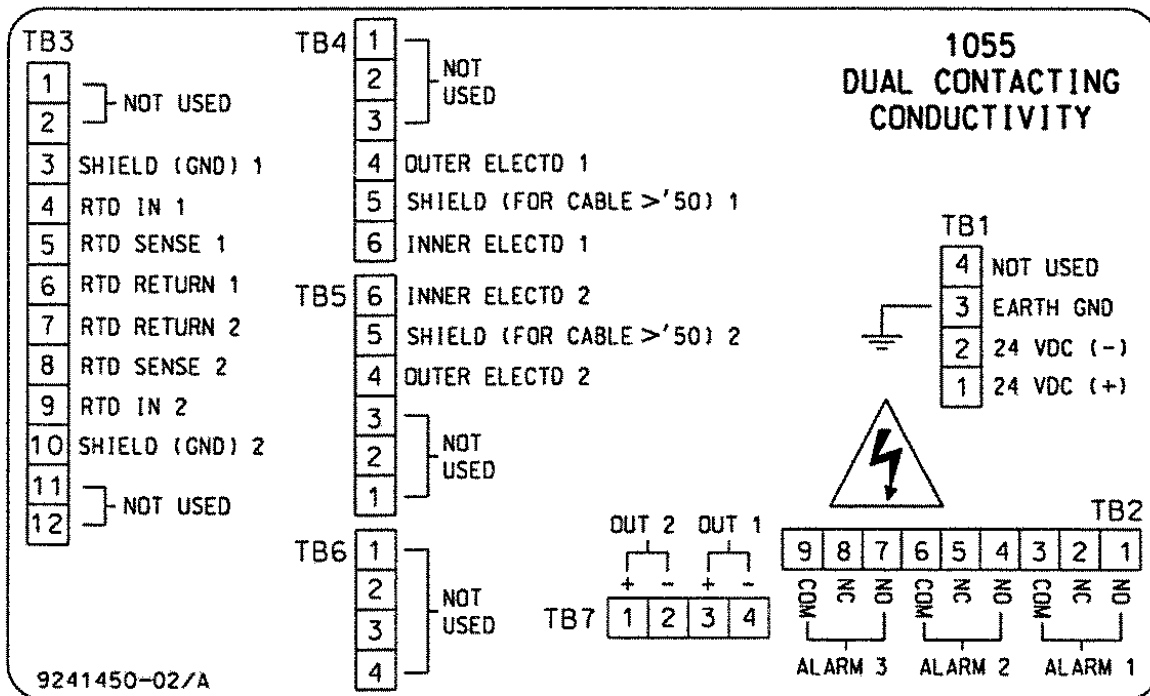 1055
DUAL CONTACTING
CONDUCTIVITY
TB3
1
2
NOT USED
3 SHIELD (GND) 1
4 RTD IN 1
5 RTD SENSE 1
6 RTD RETURN 1
7 RTD RETURN 2
8 RTD SENSE 2
9 RTD IN 2
10 SHIELD (GND) 2
11
12
NOT USED
TB4
1
2
3
NOT
USED
4 OUTER ELECTD 1
5 SHIELD (FOR CABLE >'50) 1
6 INNER ELECTD 1
TB5
6 INNER ELECTD 2
5 SHIELD (FOR CABLE >'50) 2
4 OUTER ELECTD 2
3
2
1
NOT
USED
TB6
1
2
3
4
NOT
USED
TB1
4 NOT USED
3 EARTH GND
2 24 VDC (-)
1 24 VDC (+)
OUT 2 OUT 1
+ - + -
TB7 1 2 3 4
TB2
9 8 7 6 5 4 3 2 1
COM NC NO COM NC NO COM NC NO
ALARM 3 ALARM 2 ALARM 1
9241450-02/A